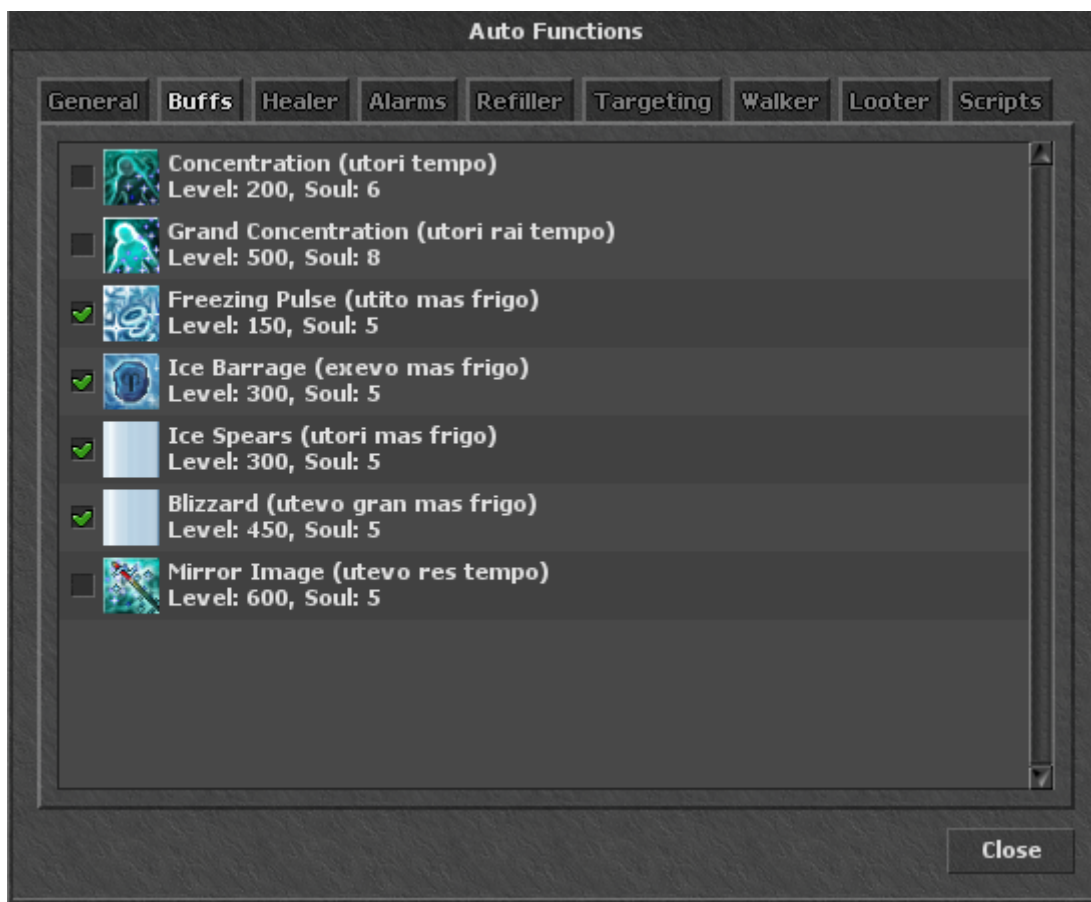 Auto Functions
General Buffs Healer Alarms Refiller Targeting Walker Looter Scripts
Concentration (utori tempo)
Level: 200, Soul: 6
Grand Concentration (utori rai tempo)
Level: 500, Soul: 8
Freezing Pulse (utito mas frigo)
Level: 150, Soul: 5
Ice Barrage (exevo mas frigo)
Level: 300, Soul: 5
Ice Spears (utori mas frigo)
Level: 300, Soul: 5
Blizzard (utevo gran mas frigo)
Level: 450, Soul: 5
Mirror Image (utevo res tempo)
Level: 600, Soul: 5
Close